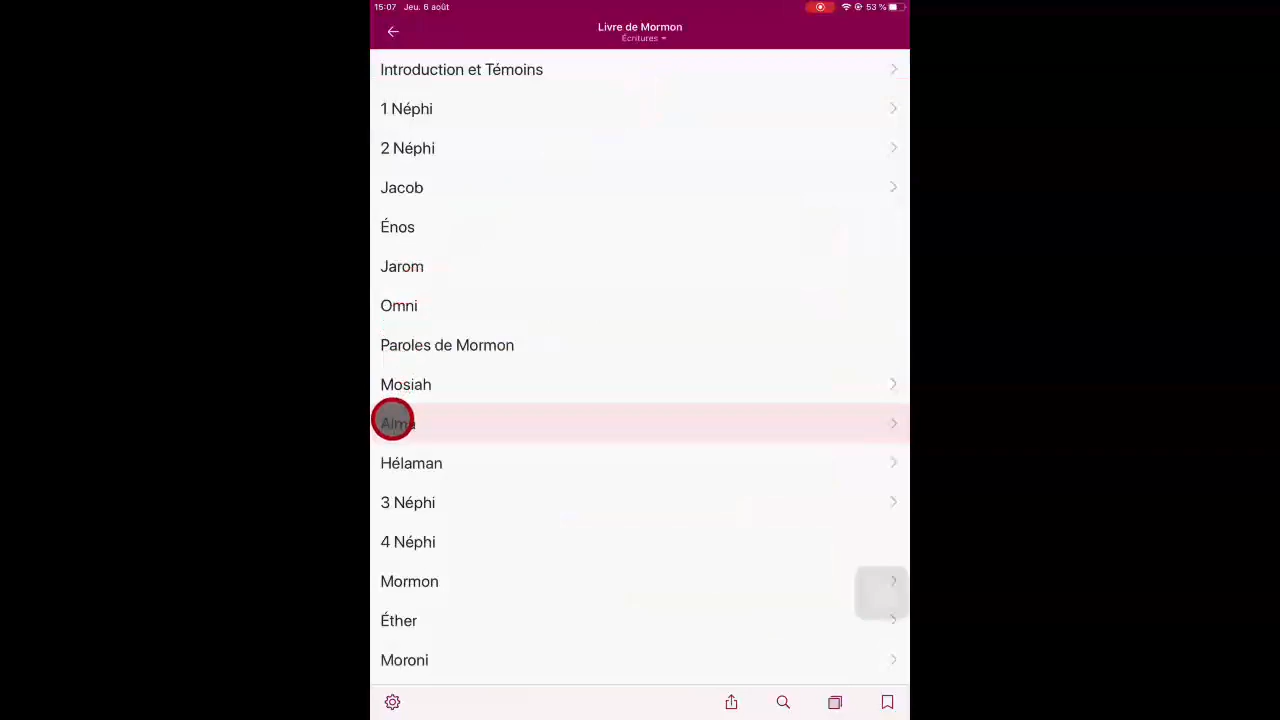 15:07 Jeu. 6 août 53 %
Livre de Mormon
Écritures
Introduction et Témoins
1 Néphi
2 Néphi
Jacob
Énos
Jarom
Omni
Paroles de Mormon
Mosiah
Alma
Hélaman
3 Néphi
4 Néphi
Mormon
Éther
Moroni